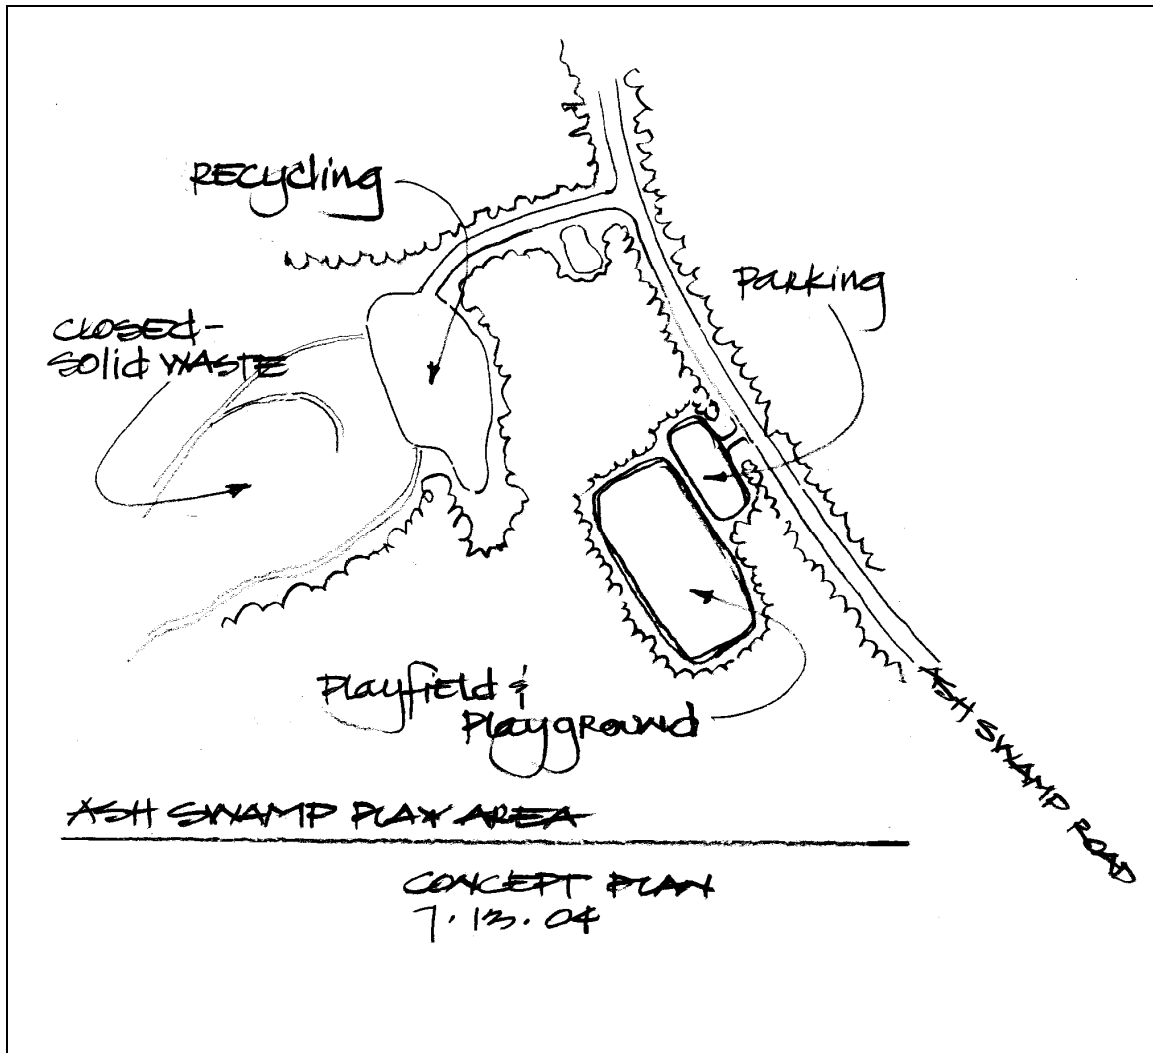 RECycling
Parking
CLOSEd-
Solid WASTE
Playfield &
Playground
ASH SWAMP ROAD
ASH SWAMP PLAY AREA
CONCEPT PLAN
7.13.04